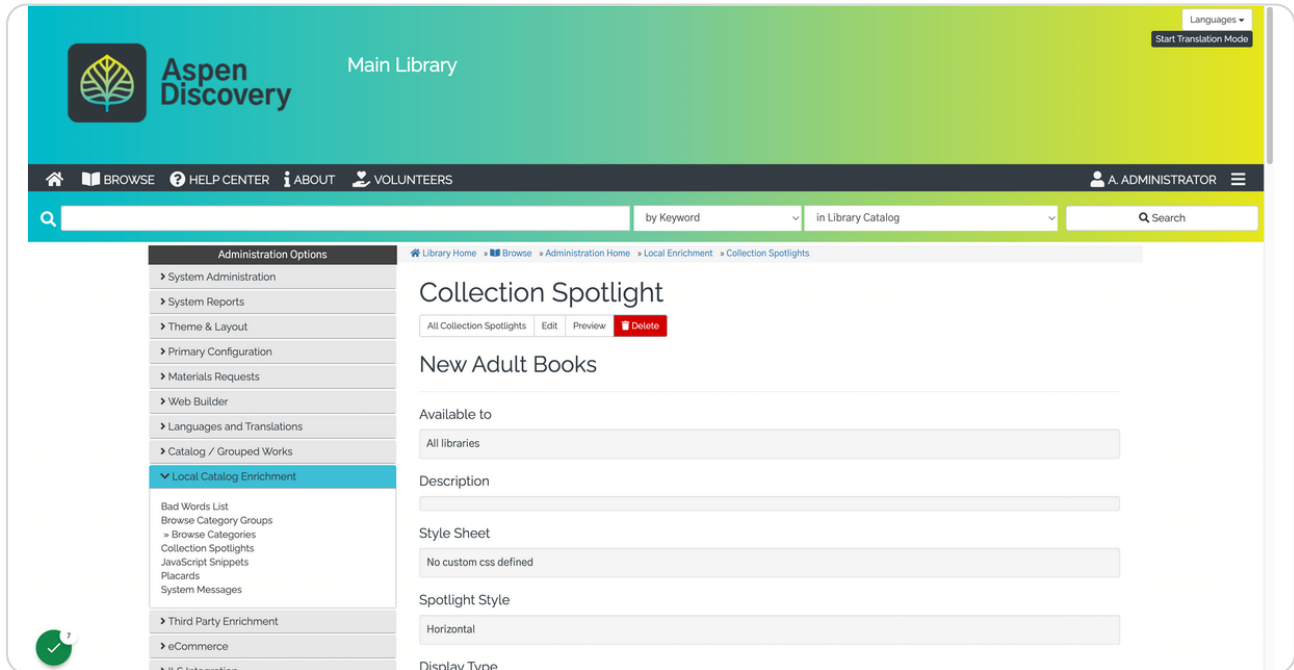 Languages
Start Translation Mode
Aspen
Discovery
Main Library
BROWSE HELP CENTER ABOUT VOLUNTEERS
A. ADMINISTRATOR
by Keyword in Library Catalog Search
Administration Options
System Administration
System Reports
Theme & Layout
Primary Configuration
Materials Requests
Web Builder
Languages and Translations
Catalog / Grouped Works
Local Catalog Enrichment
Bad Words List
Browse Category Groups
» Browse Categories
Collection Spotlights
JavaScript Snippets
Placards
System Messages
Third Party Enrichment
eCommerce
ILS Integration
7
Library Home » Browse » Administration Home » Local Enrichment » Collection Spotlights
Collection Spotlight
All Collection Spotlights Edit Preview Delete
New Adult Books
Available to
All libraries
Description
Style Sheet
No custom css defined
Spotlight Style
Horizontal
Display Type